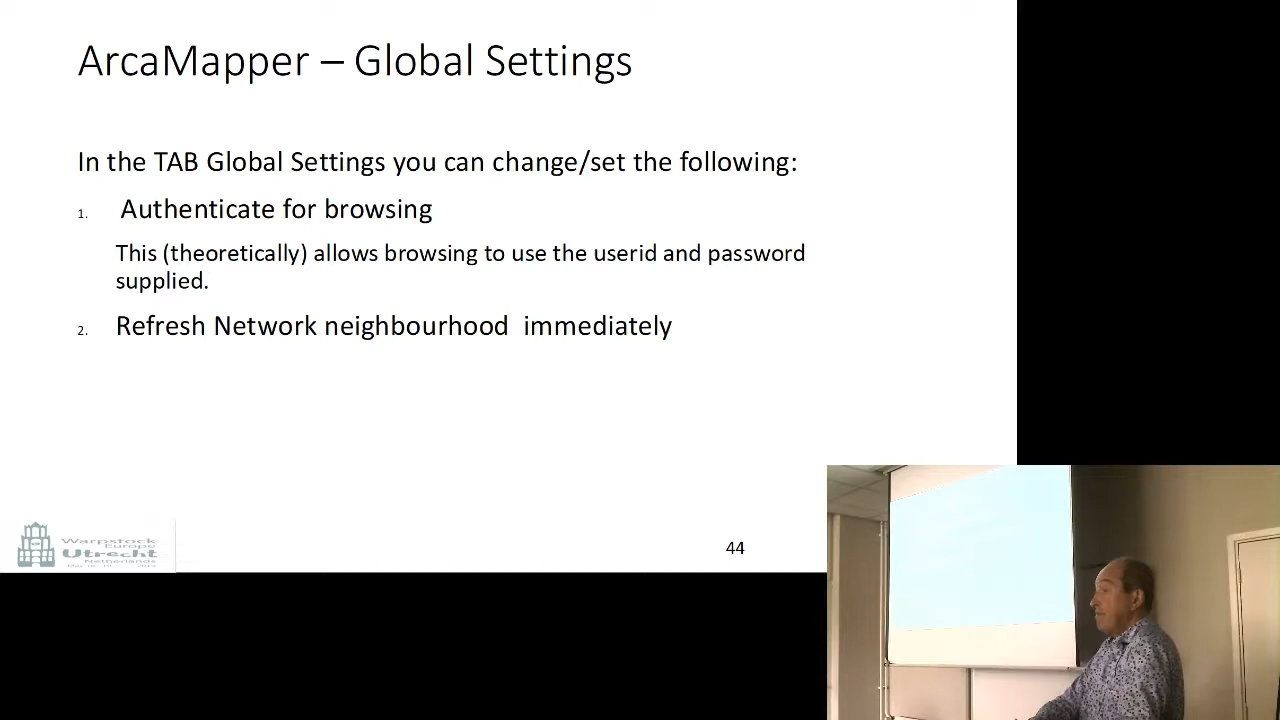 ArcaMapper – Global Settings
In the TAB Global Settings you can change/set the following:
1. Authenticate for browsing
This (theoretically) allows browsing to use the userid and password
supplied.
2. Refresh Network neighbourhood immediately
Warpstock
Europe
Utrecht
Netherlands
44